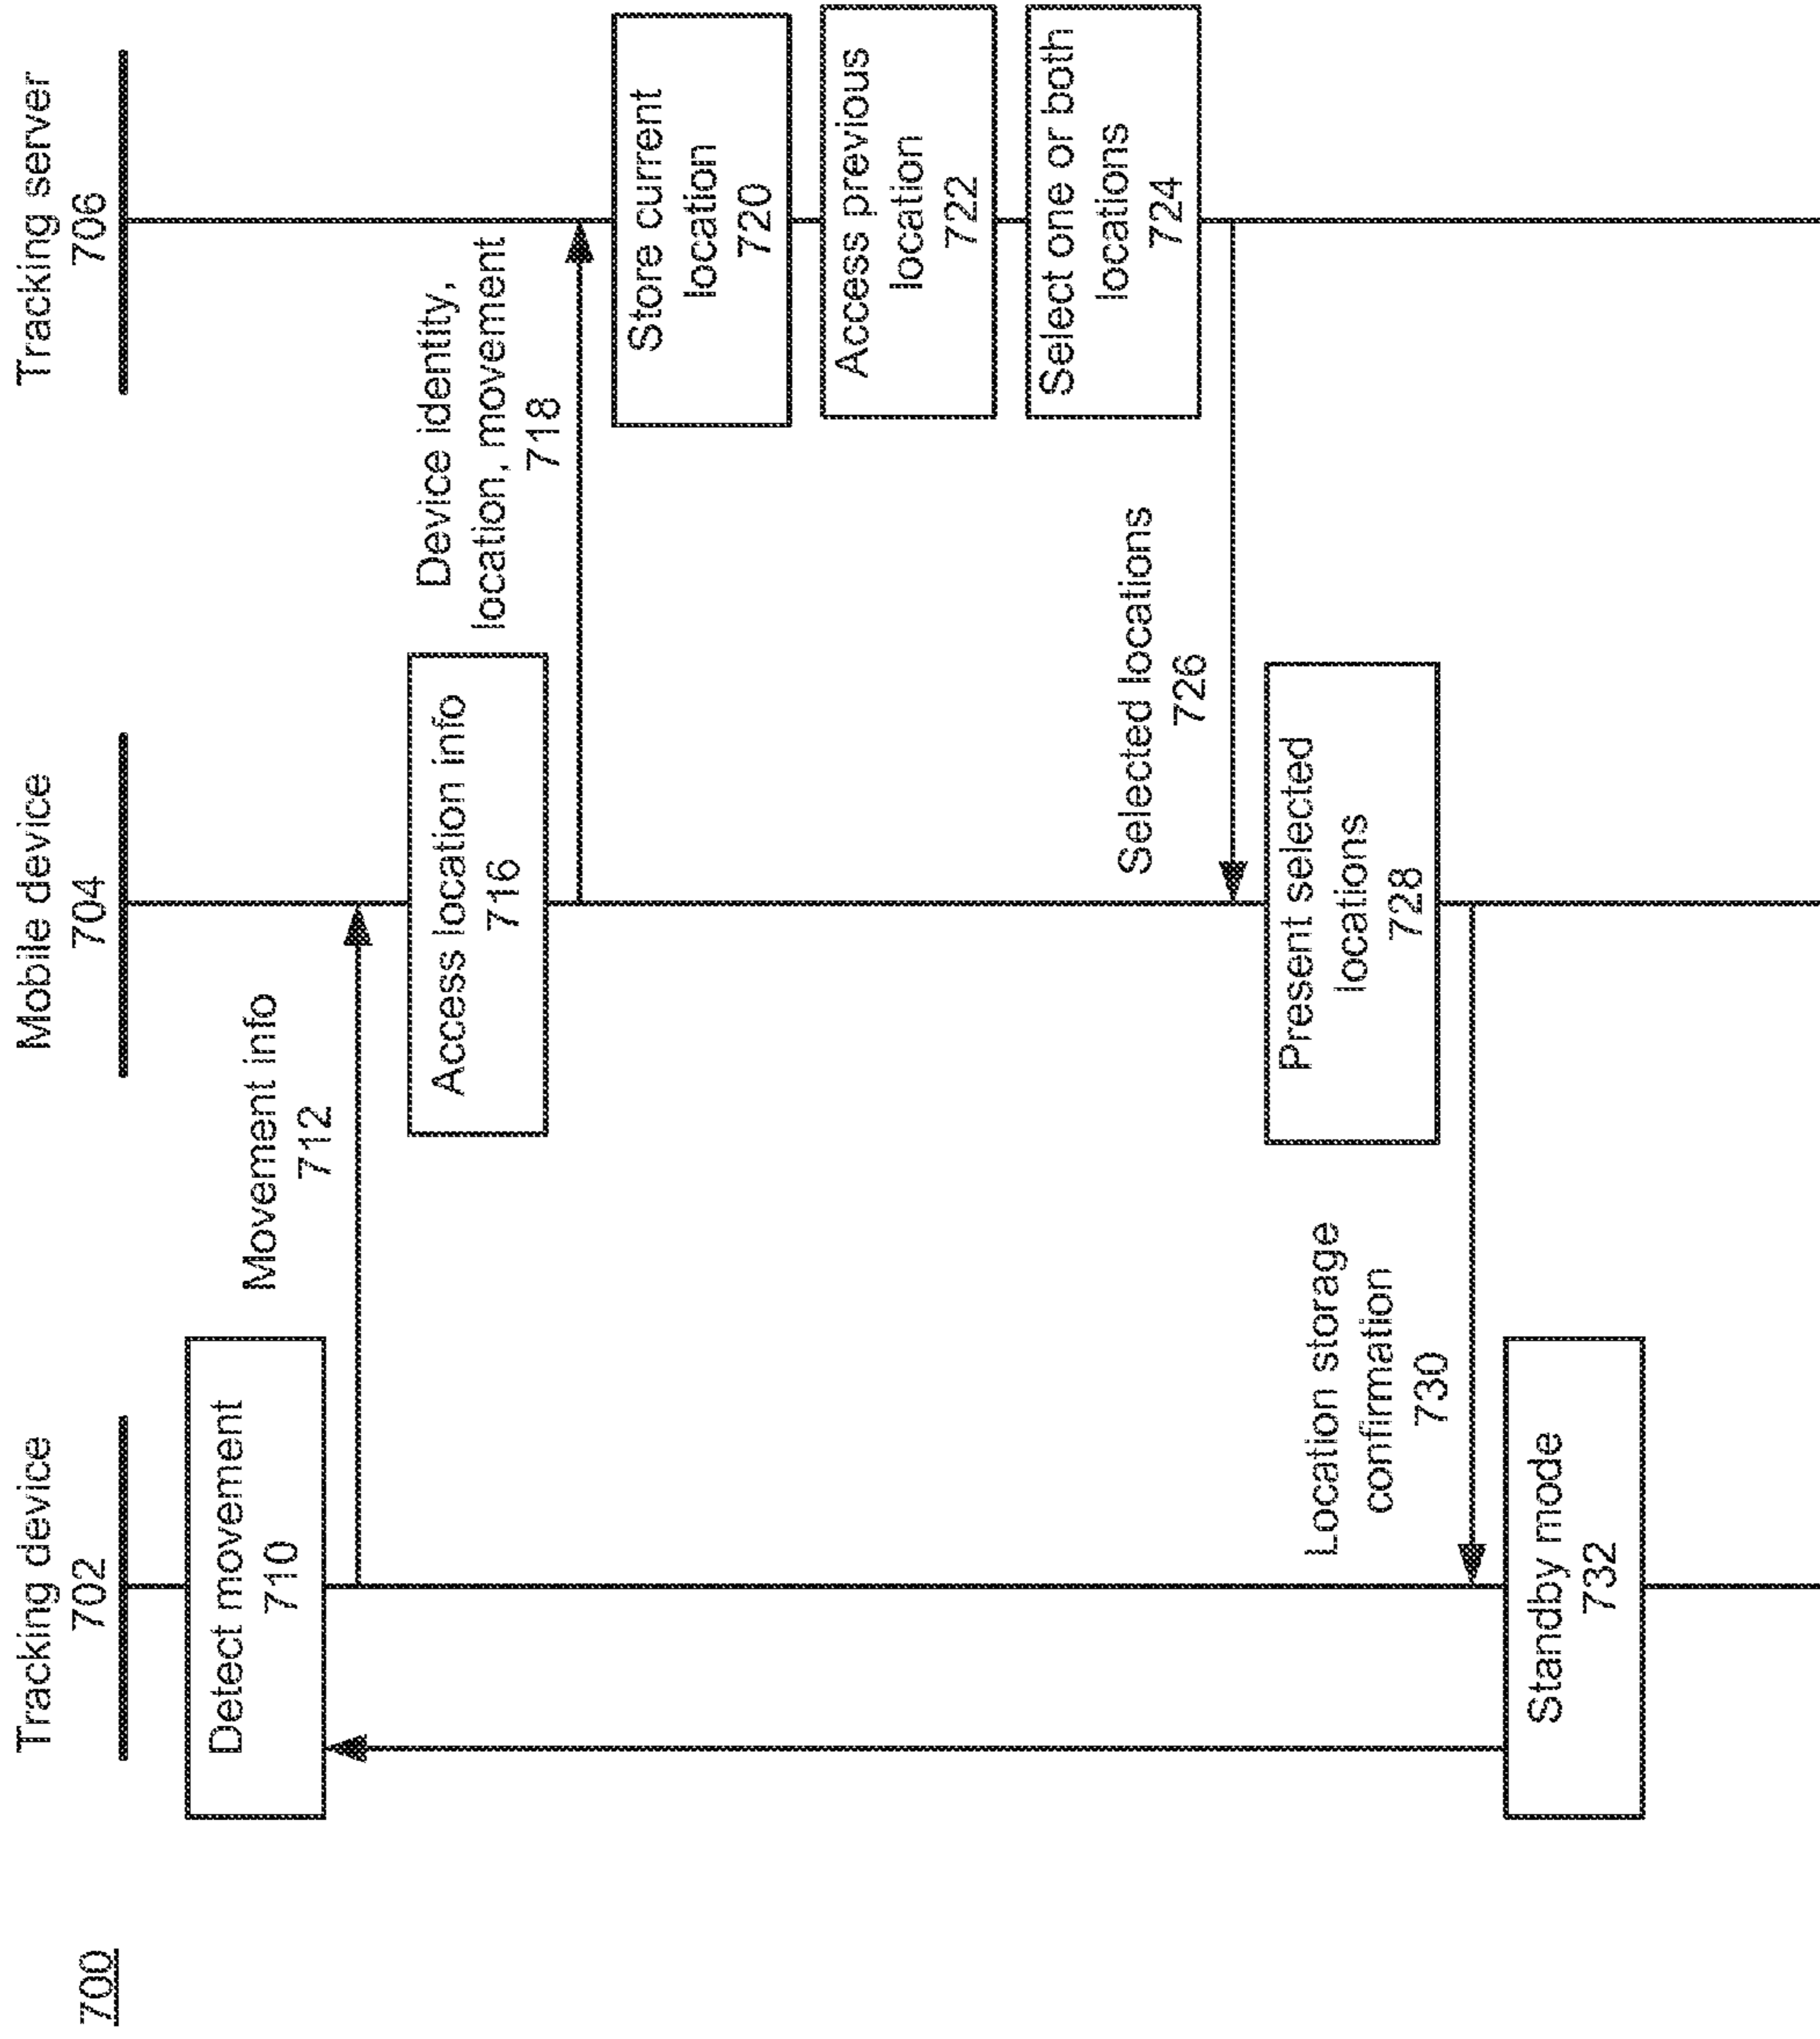 700
Tracking device
702
Mobile device
704
Tracking server
706
Detect movement
710
Movement info
712
Access location info
716
Device identity,
location, movement
718
Store current
location
720
Access previous
location
722
Select one or both
locations
724
Selected locations
726
Present selected
locations
728
Location storage
confirmation
730
Standby mode
732